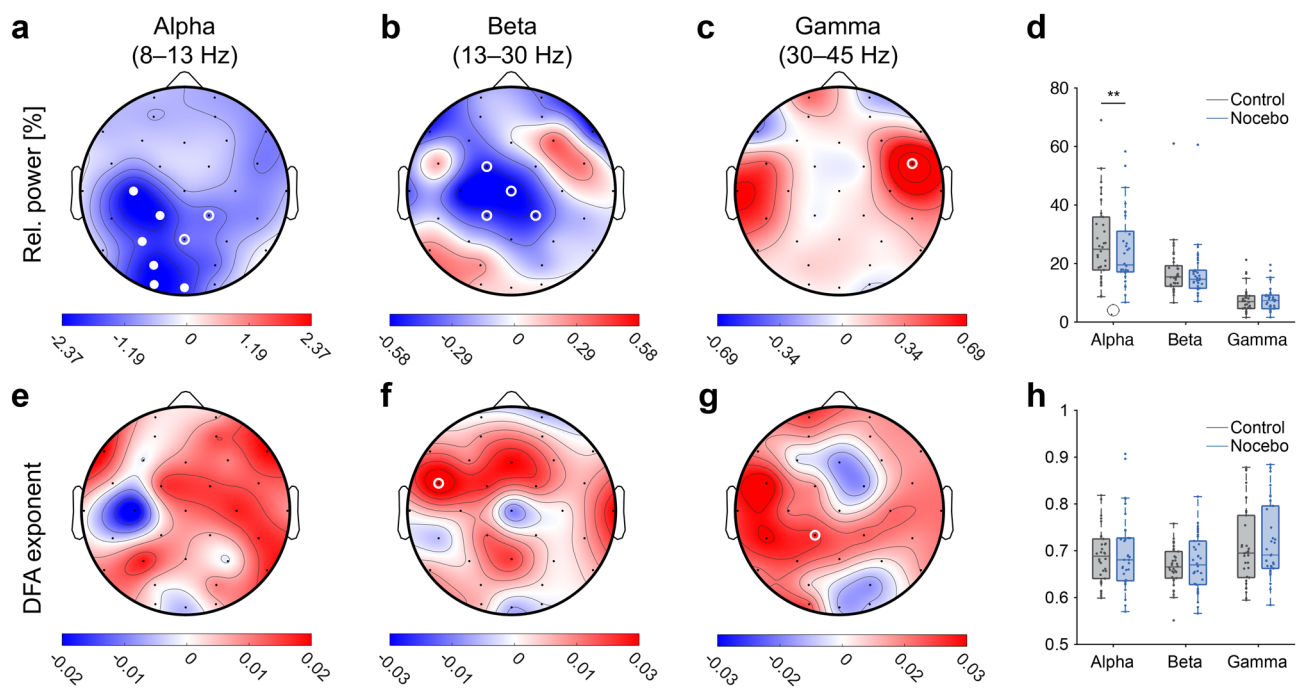 a
Alpha
(8–13 Hz)
b
Beta
(13–30 Hz)
c
Gamma
(30–45 Hz)
d
Rel. power [%]
-2.37
-1.19
0
1.19
2.37
-0.58
-0.29
0
0.29
0.58
-0.69
-0.34
0
0.34
0.69
80
60
40
20
0
**
Control
Nocebo
Alpha
Beta
Gamma
e
f
g
h
DFA exponent
-0.02
-0.01
0
0.01
0.02
-0.03
-0.01
0
0.01
0.03
-0.03
-0.02
0
0.02
0.03
1
0.9
0.8
0.7
0.6
0.5
Control
Nocebo
Alpha
Beta
Gamma